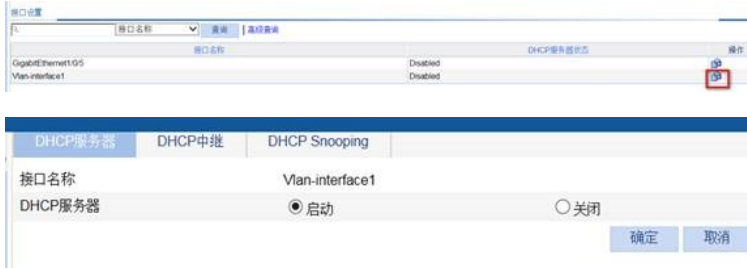 接口设置
接口名称 查询 高级查询
接口名称 DHCP服务器状态 操作
GigabitEthernet1/0/5 Disabled
Vlan-interface1 Disabled
DHCP服务器 DHCP中继 DHCP Snooping
接口名称 Vlan-interface1
DHCP服务器 启动 关闭
确定 取消